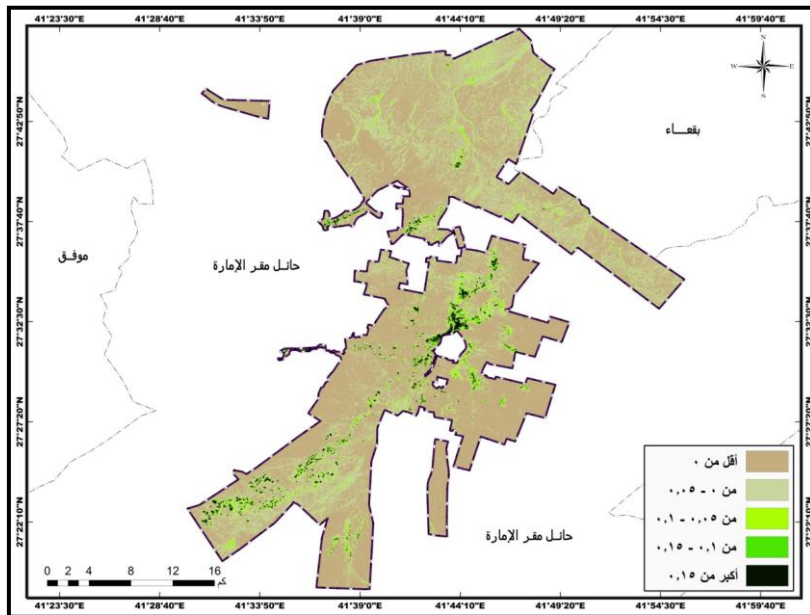 41°23'30"E 41°28'40"E 41°33'50"E 41°39'0"E 41°44'10"E 41°49'20"E 41°54'30"E 41°59'40"E
N
W E
S
27°42'50"N
بقعـــاء
27°37'40"N
موفـق
حائـل مقـر الإمارة
27°32'30"N
27°27'20"N
أقل من ٠
من ٠ - ٠,٠٥
من ٠,٠٥ - ٠,١
من ٠,١ - ٠,١٥
أكبر من ٠,١٥
27°22'10"N
حائـل مقـر الإمارة
0 2 4 8 12 16
كم
41°23'30"E 41°28'40"E 41°33'50"E 41°39'0"E 41°44'10"E 41°49'20"E 41°54'30"E 41°59'40"E